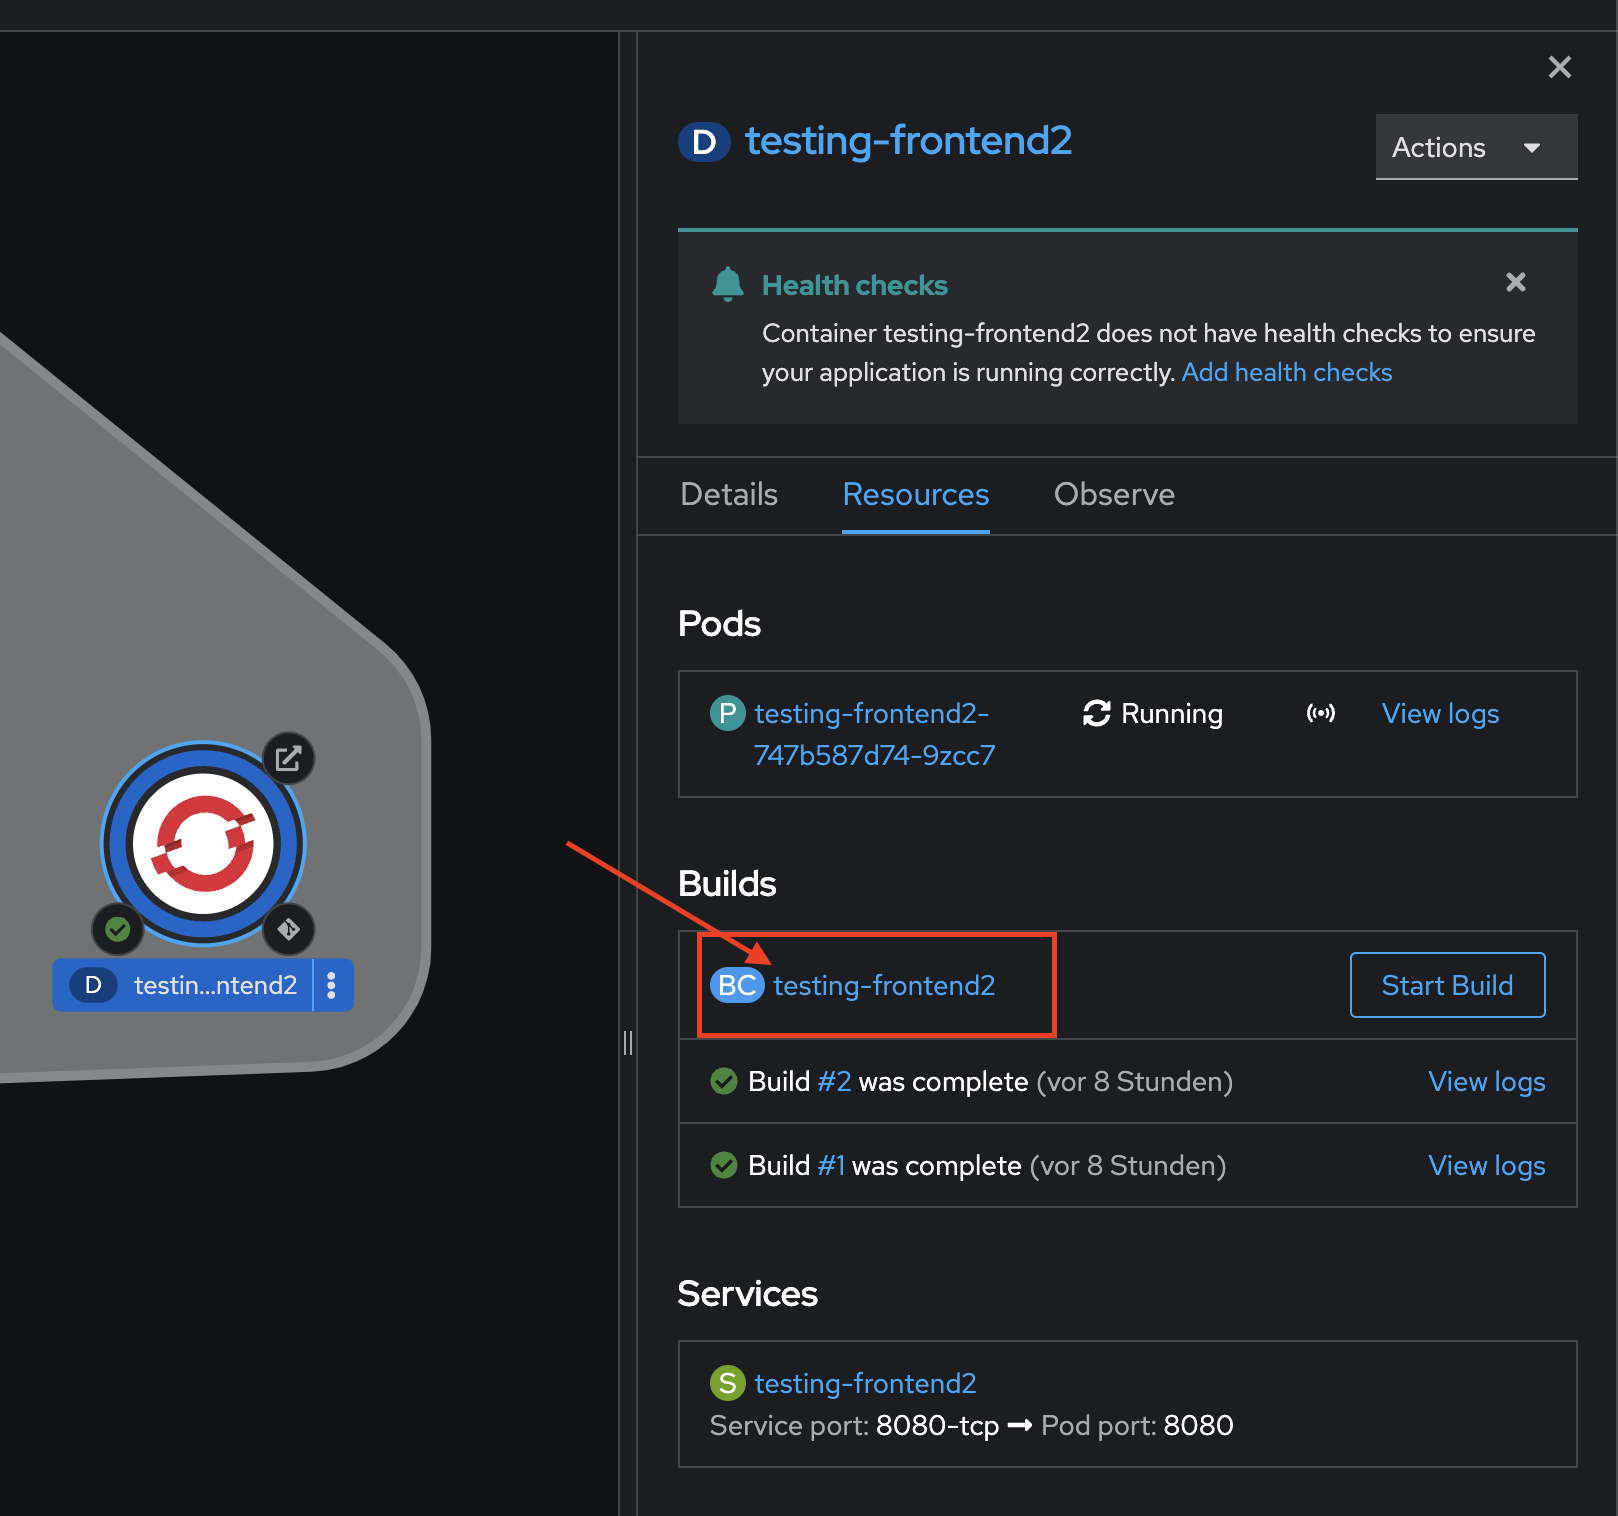 D testing-frontend2
Actions
Health checks
Container testing-frontend2 does not have health checks to ensure
your application is running correctly. Add health checks
Details Resources Observe
Pods
P testing-frontend2- Running View logs
747b587d74-9zcc7
Builds
BC testing-frontend2 Start Build
D testin...ntend2
Build #2 was complete (vor 8 Stunden) View logs
Build #1 was complete (vor 8 Stunden) View logs
Services
S testing-frontend2
Service port: 8080-tcp → Pod port: 8080